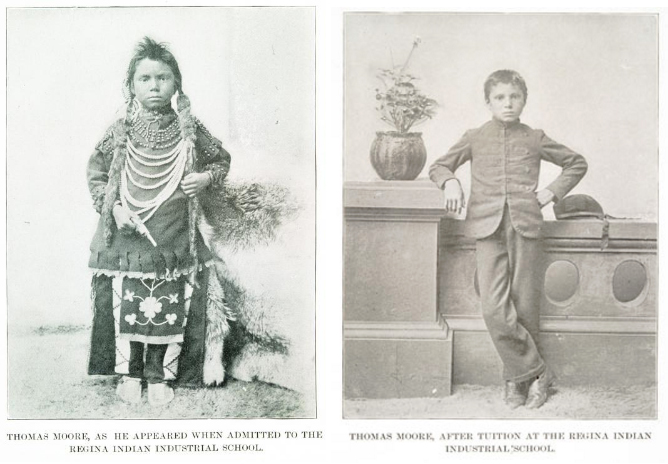 THOMAS MOORE, AS HE APPEARED WHEN ADMITTED TO THE
REGINA INDIAN INDUSTRIAL SCHOOL.
THOMAS MOORE, AFTER TUITION AT THE REGINA INDIAN
INDUSTRIAL SCHOOL.